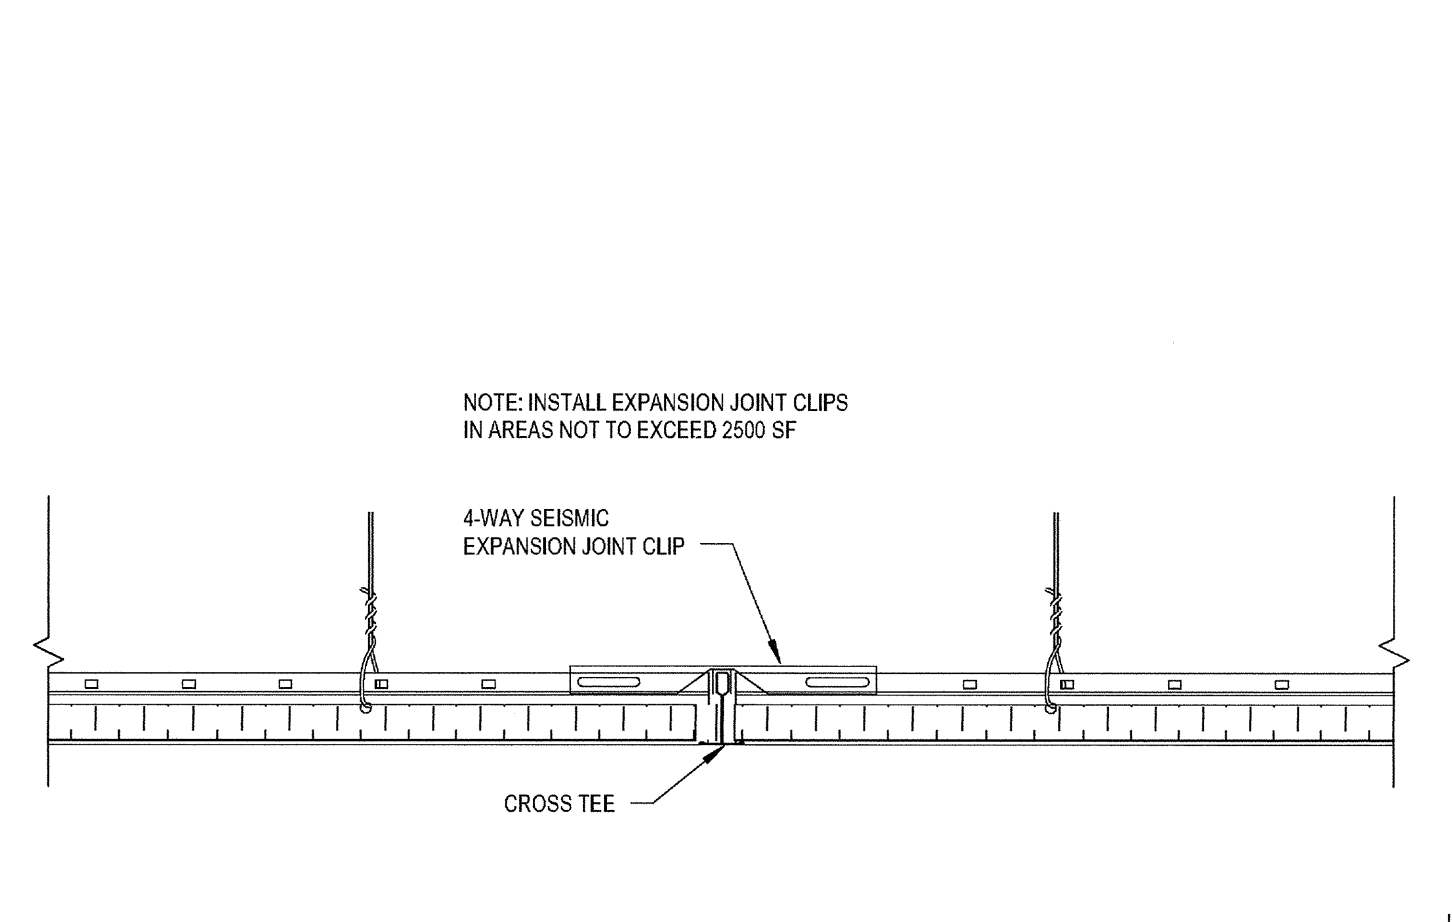 NOTE: INSTALL EXPANSION JOINT CLIPS
IN AREAS NOT TO EXCEED 2500 SF
4-WAY SEISMIC
EXPANSION JOINT CLIP
CROSS TEE